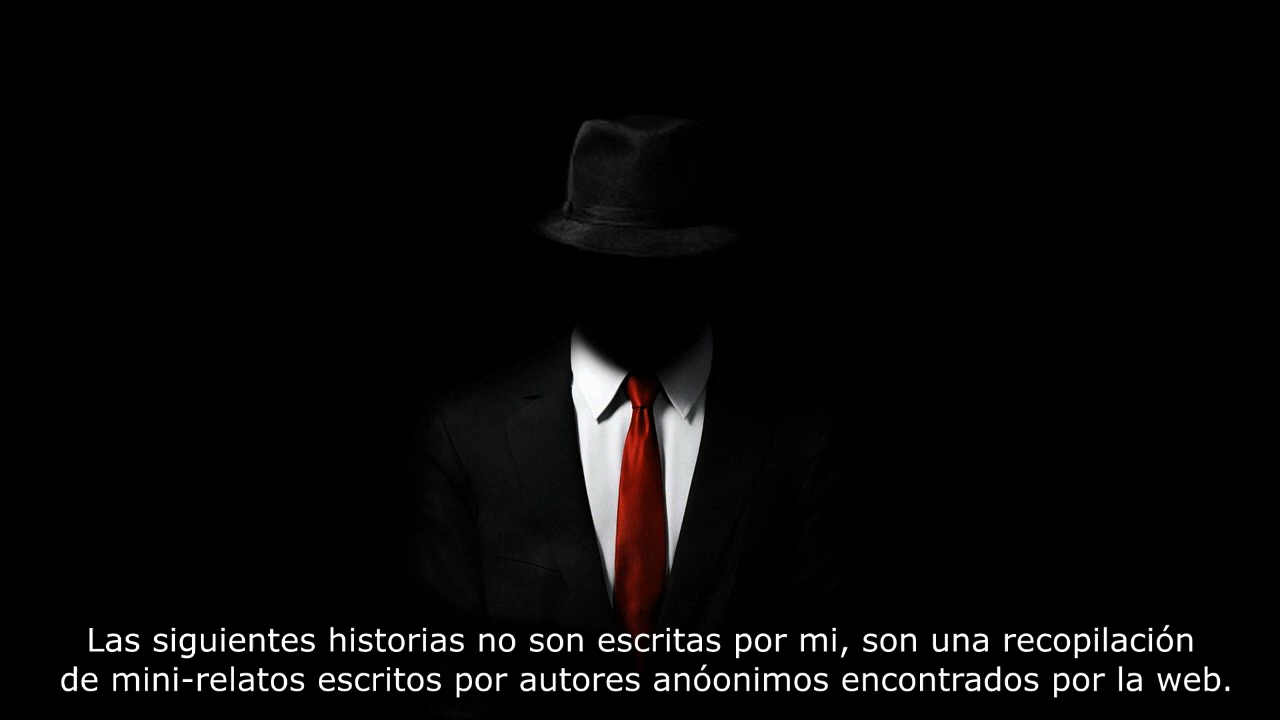 Las siguientes historias no son escritas por mi, son una recopilación
de mini-relatos escritos por autores anóonimos encontrados por la web.